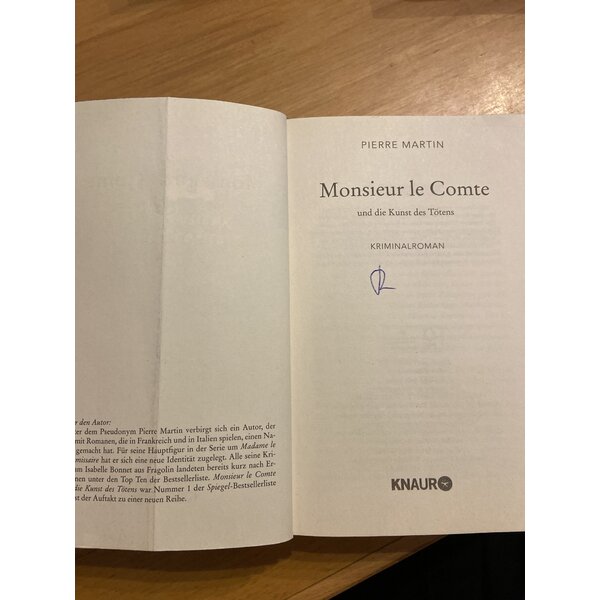 r den Autor:
ter dem Pseudonym Pierre Martin verbirgt sich ein Autor, der
mit Romanen, die in Frankreich und in Italien spielen, einen Na-
gemacht hat. Für seine Hauptfigur in der Serie um Madame le
missaire hat er sich eine neue Identität zugelegt. Alle seine Kri-
um Isabelle Bonnet aus Fragolin landeten bereits kurz nach Er-
inen unter den Top Ten der Bestsellerliste. Monsieur le Comte
die Kunst des Tötens war Nummer 1 der Spiegel-Bestsellerliste
st der Auftakt zu einer neuen Reihe.
PIERRE MARTIN
Monsieur le Comte
und die Kunst des Tötens
KRIMINALROMAN
KNAUR